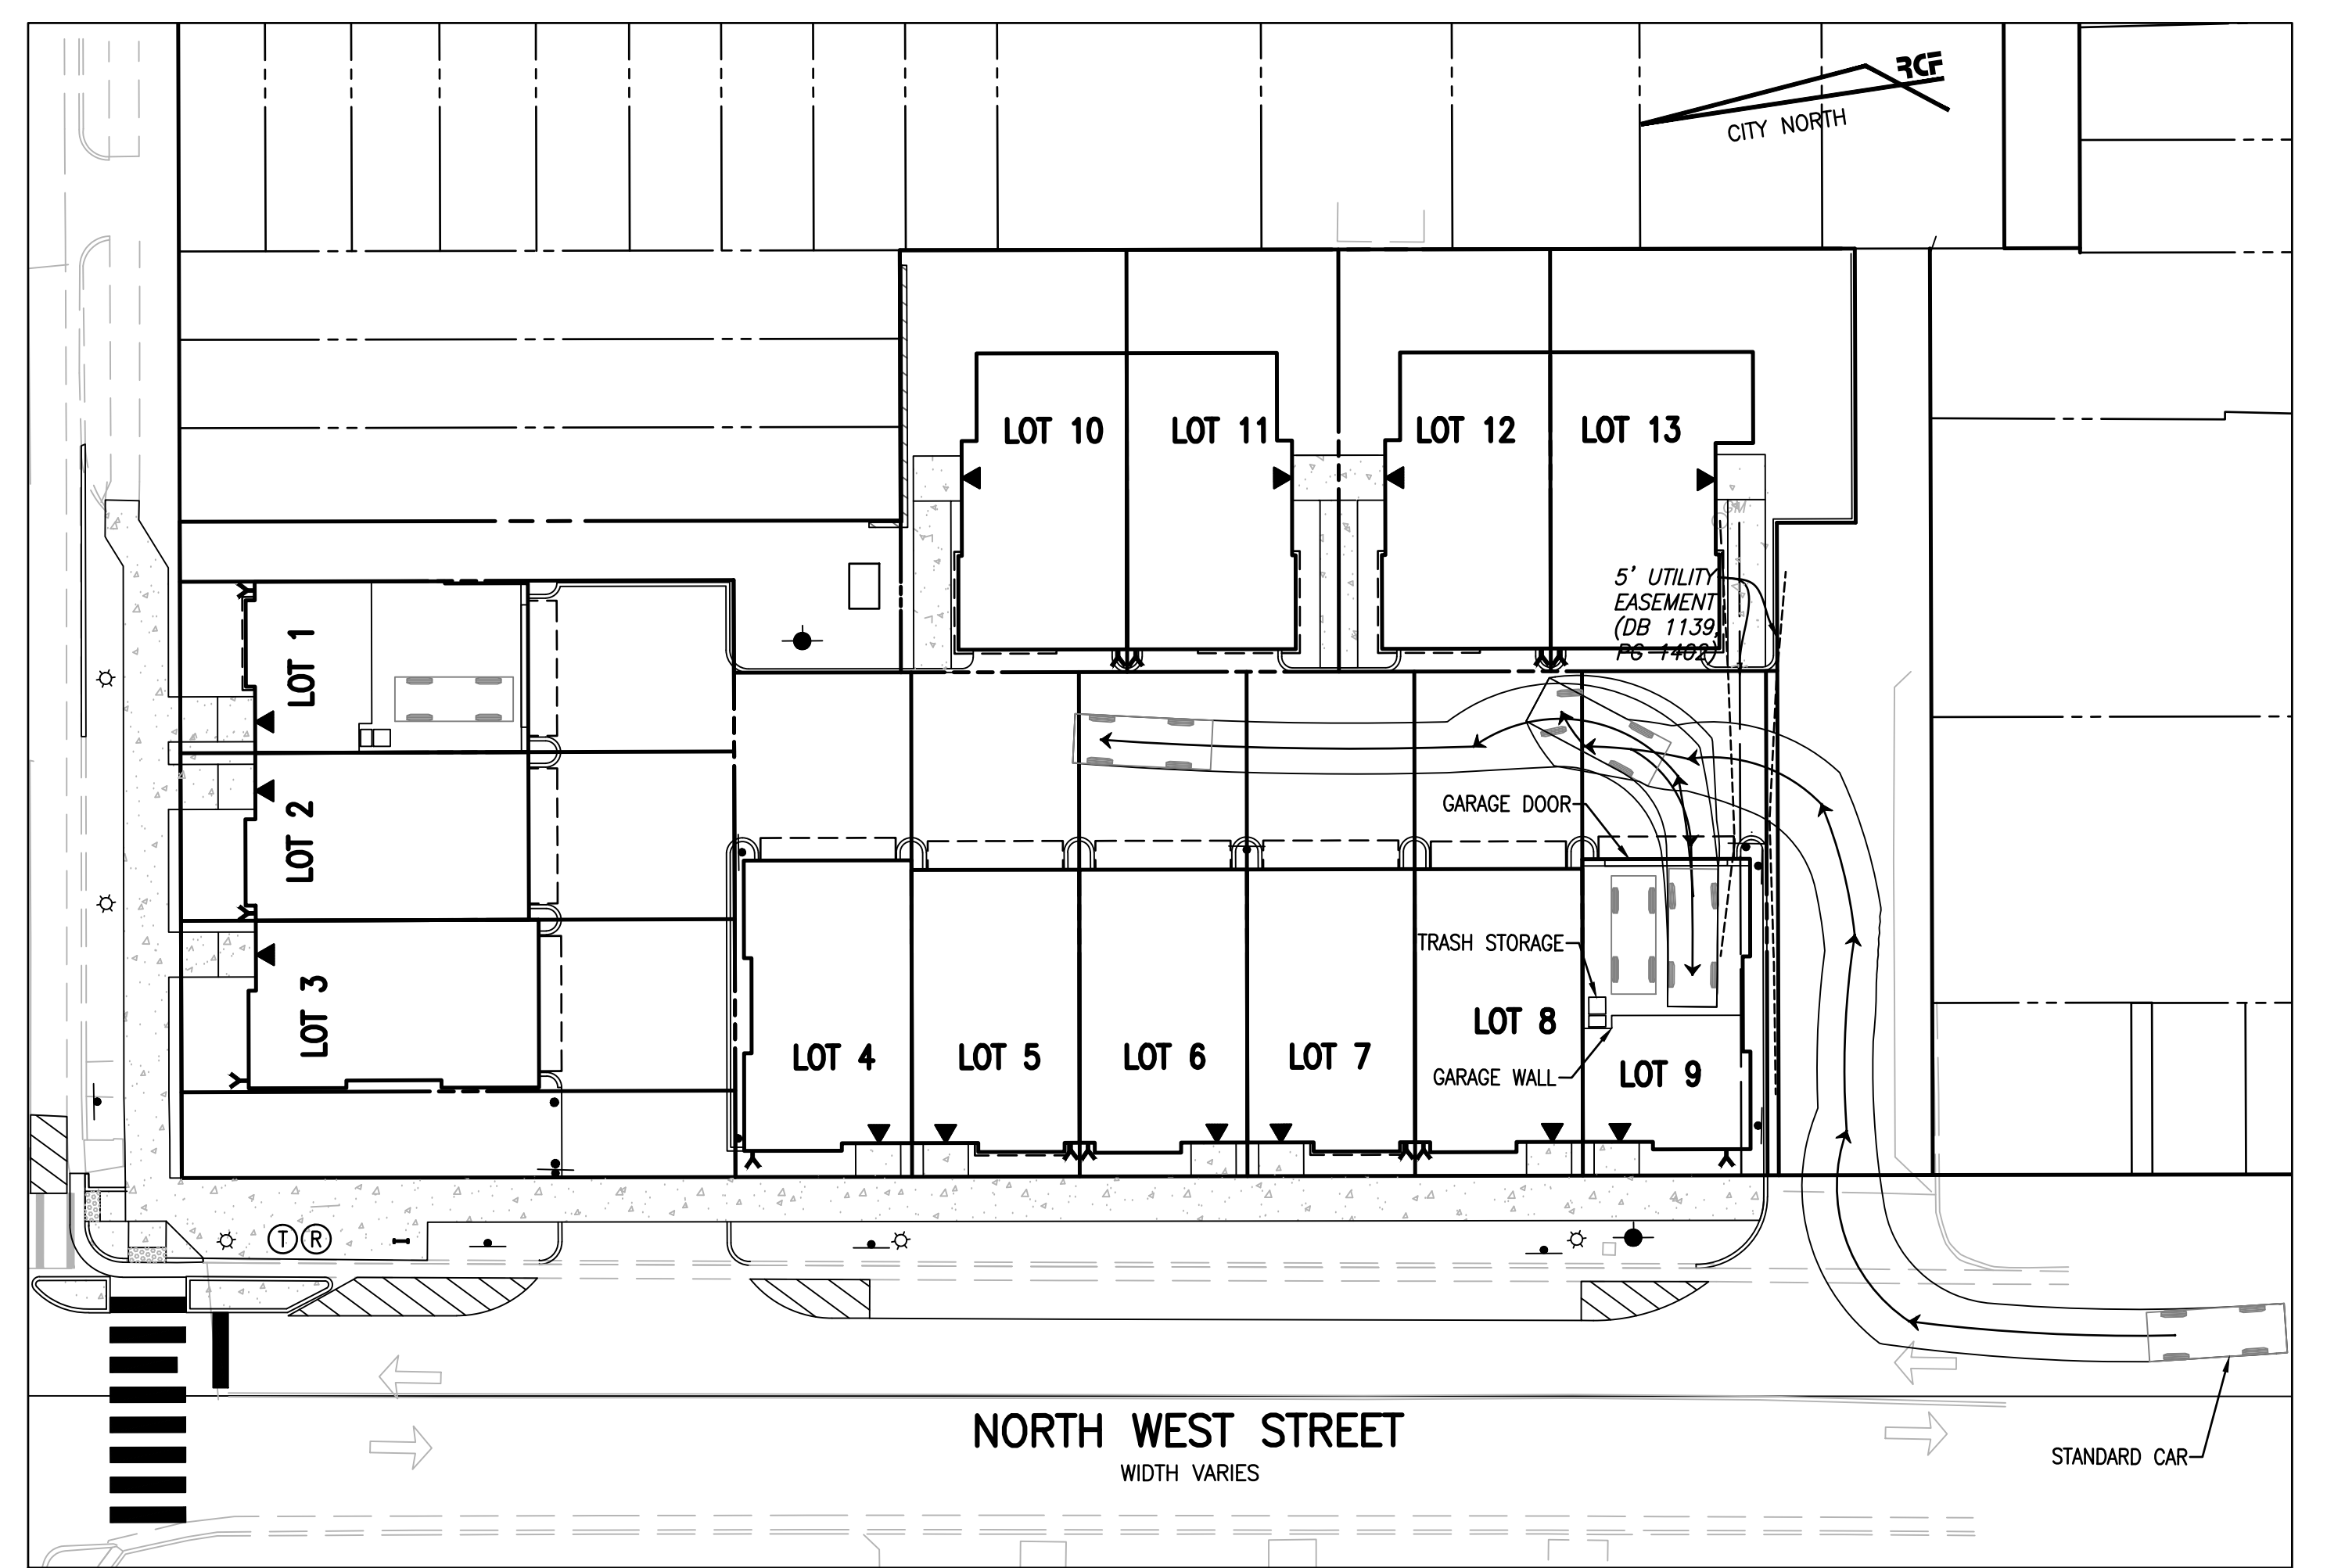 RCF
CITY NORTH
LOT 10
LOT 11
LOT 12
LOT 13
GM
5' UTILITY
EASEMENT
(DB 1139,
PG 1402)
LOT 1
LOT 2
LOT 3
GARAGE DOOR
TRASH STORAGE
GARAGE WALL
LOT 4
LOT 5
LOT 6
LOT 7
LOT 8
LOT 9
T R
NORTH WEST STREET
WIDTH VARIES
STANDARD CAR